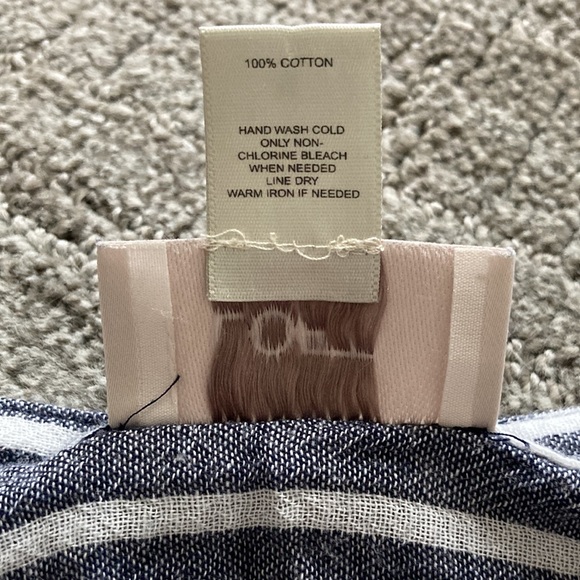 100% COTTON
HAND WASH COLD
ONLY NON-
CHLORINE BLEACH
WHEN NEEDED
LINE DRY
WARM IRON IF NEEDED